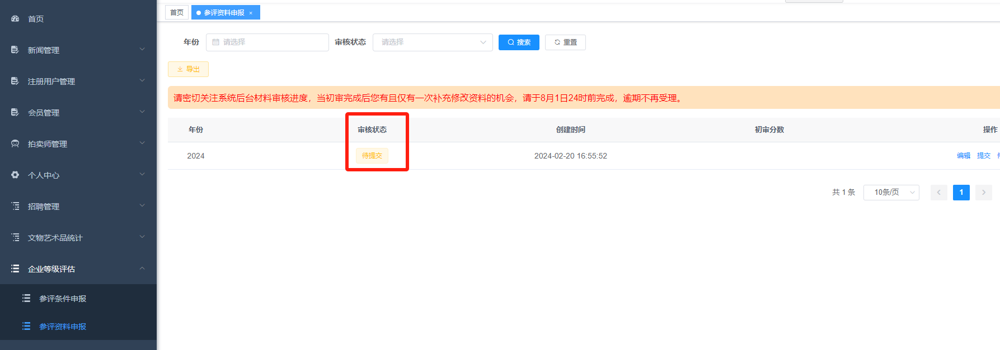 首页
新闻管理
注册用户管理
会员管理
拍卖师管理
个人中心
招聘管理
文物艺术品统计
企业等级评估
参评条件申报
参评资料申报
首页 参评资料申报 ×
年份 请选择 审核状态 请选择 搜索 重置
导出
请密切关注系统后台材料审核进度，当初审完成后您有且仅有一次补充修改资料的机会，请于8月1日24时前完成，逾期不再受理。
年份 审核状态 创建时间 初审分数 操作
2024 待提交 2024-02-20 16:55:52 编辑 提交
共 1 条 10条/页 1